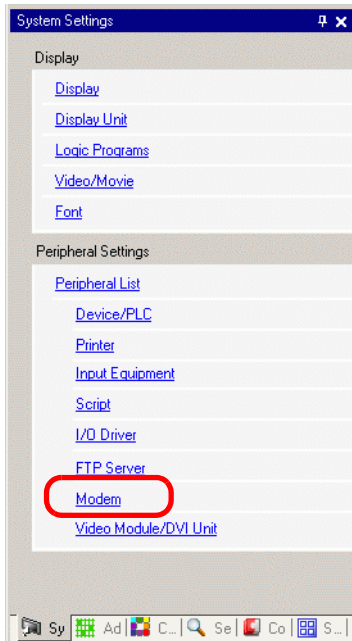 System Settings
Display
Display
Display Unit
Logic Programs
Video/Movie
Font
Peripheral Settings
Peripheral List
Device/PLC
Printer
Input Equipment
Script
I/O Driver
FTP Server
Modem
Video Module/DVI Unit
Sy Ad C... Se Co S...